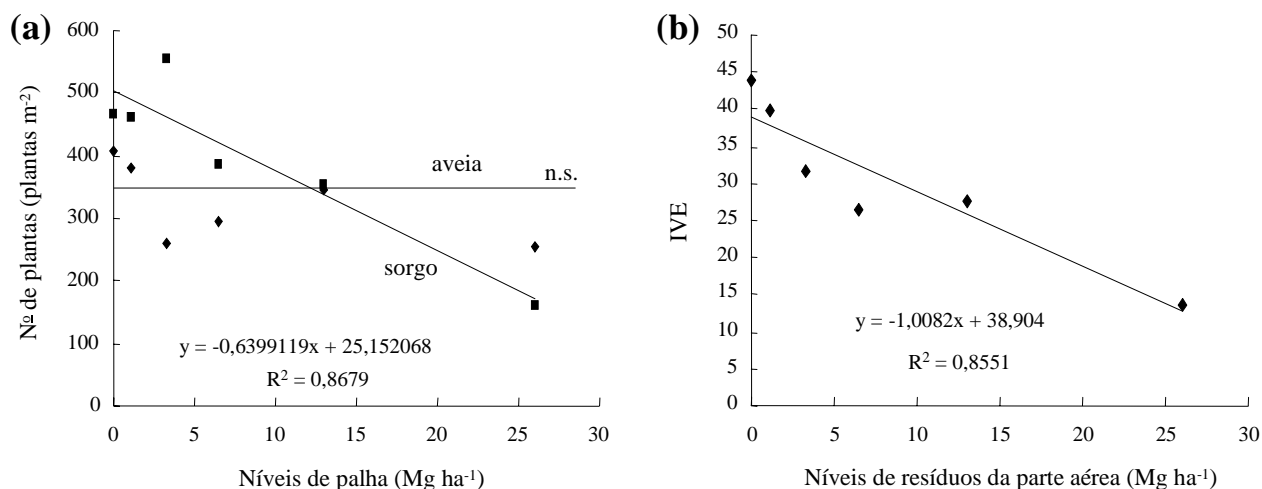 (a)
600
500
400
300
200
100
0
Nº de plantas (plantas m-2)
aveia
n.s.
sorgo
y = -0,6399119x + 25,152068
R2 = 0,8679
0 5 10 15 20 25 30
Níveis de palha (Mg ha-1)
(b)
50
45
40
35
30
25
20
15
10
5
0
IVE
y = -1,0082x + 38,904
R2 = 0,8551
0 5 10 15 20 25 30
Níveis de resíduos da parte aérea (Mg ha-1)